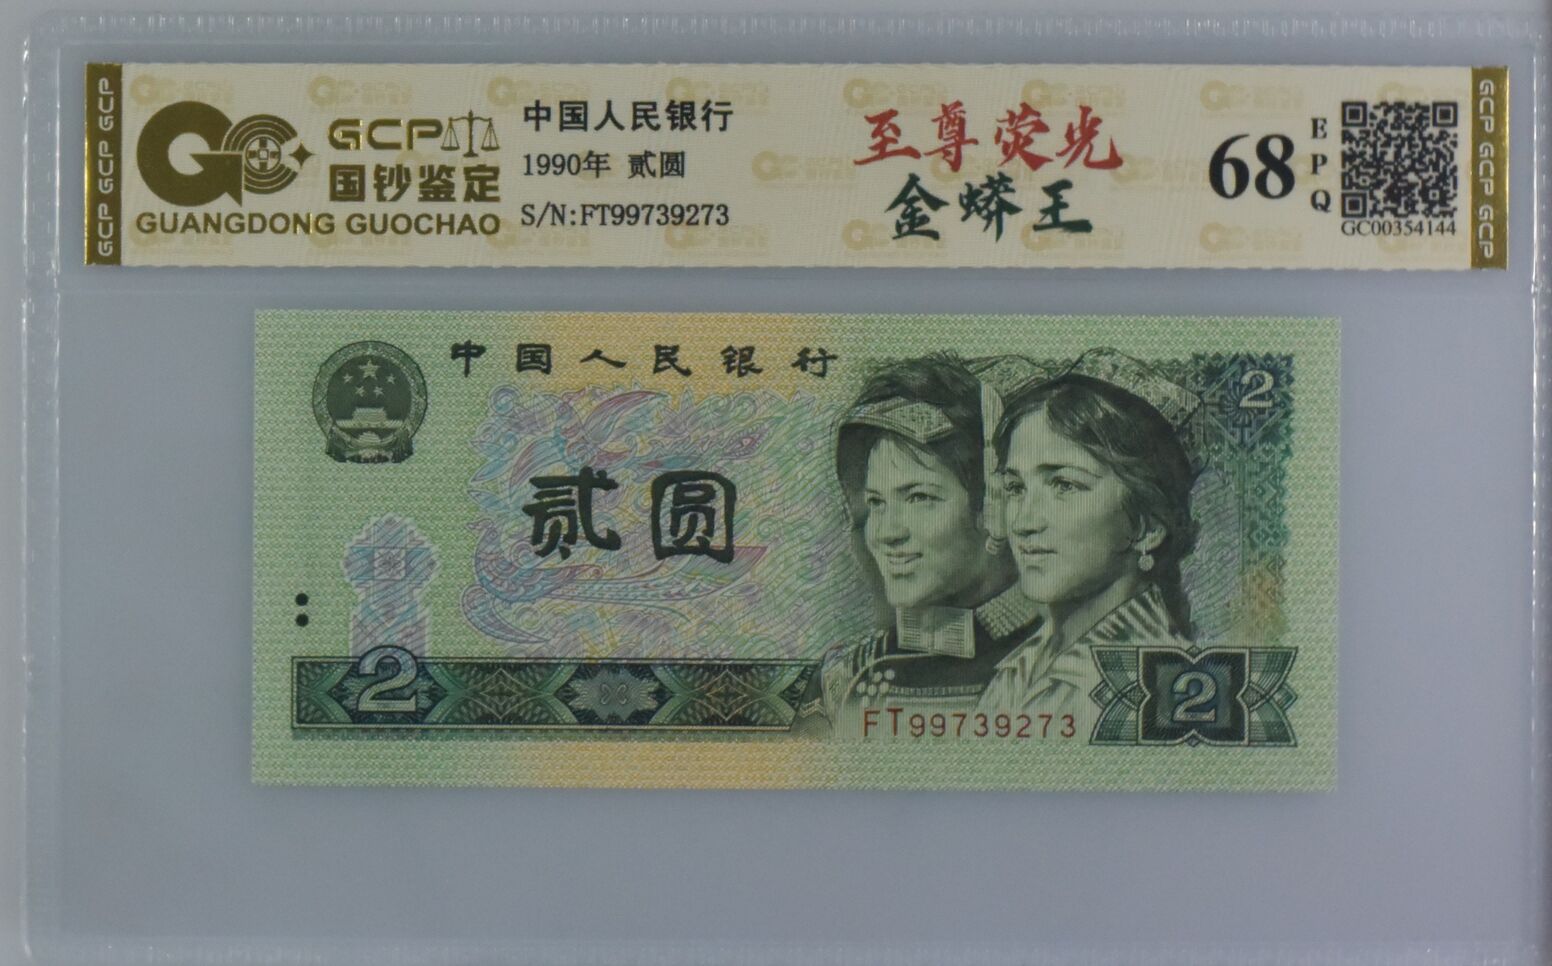 GCP GCP GCP
GCP
国钞鉴定
GUANGDONG GUOCHAO
中国人民银行
1990年 贰圆
S/N:FT99739273
至尊荧光
金蟒王
68
EPQ
GC00354144
GCP GCP GCP
中国人民银行
2
贰圆
2
FT99739273
2